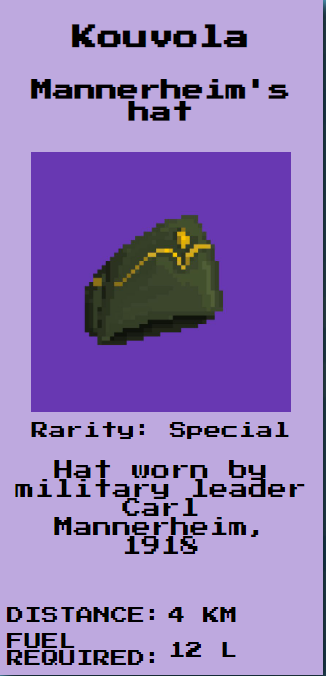 Kouvola
Mannerheim's
hat
Rarity: Special
Hat worn by
military leader
Carl
Mannerheim,
1918
DISTANCE: 4 KM
FUEL
REQUIRED: 12 L